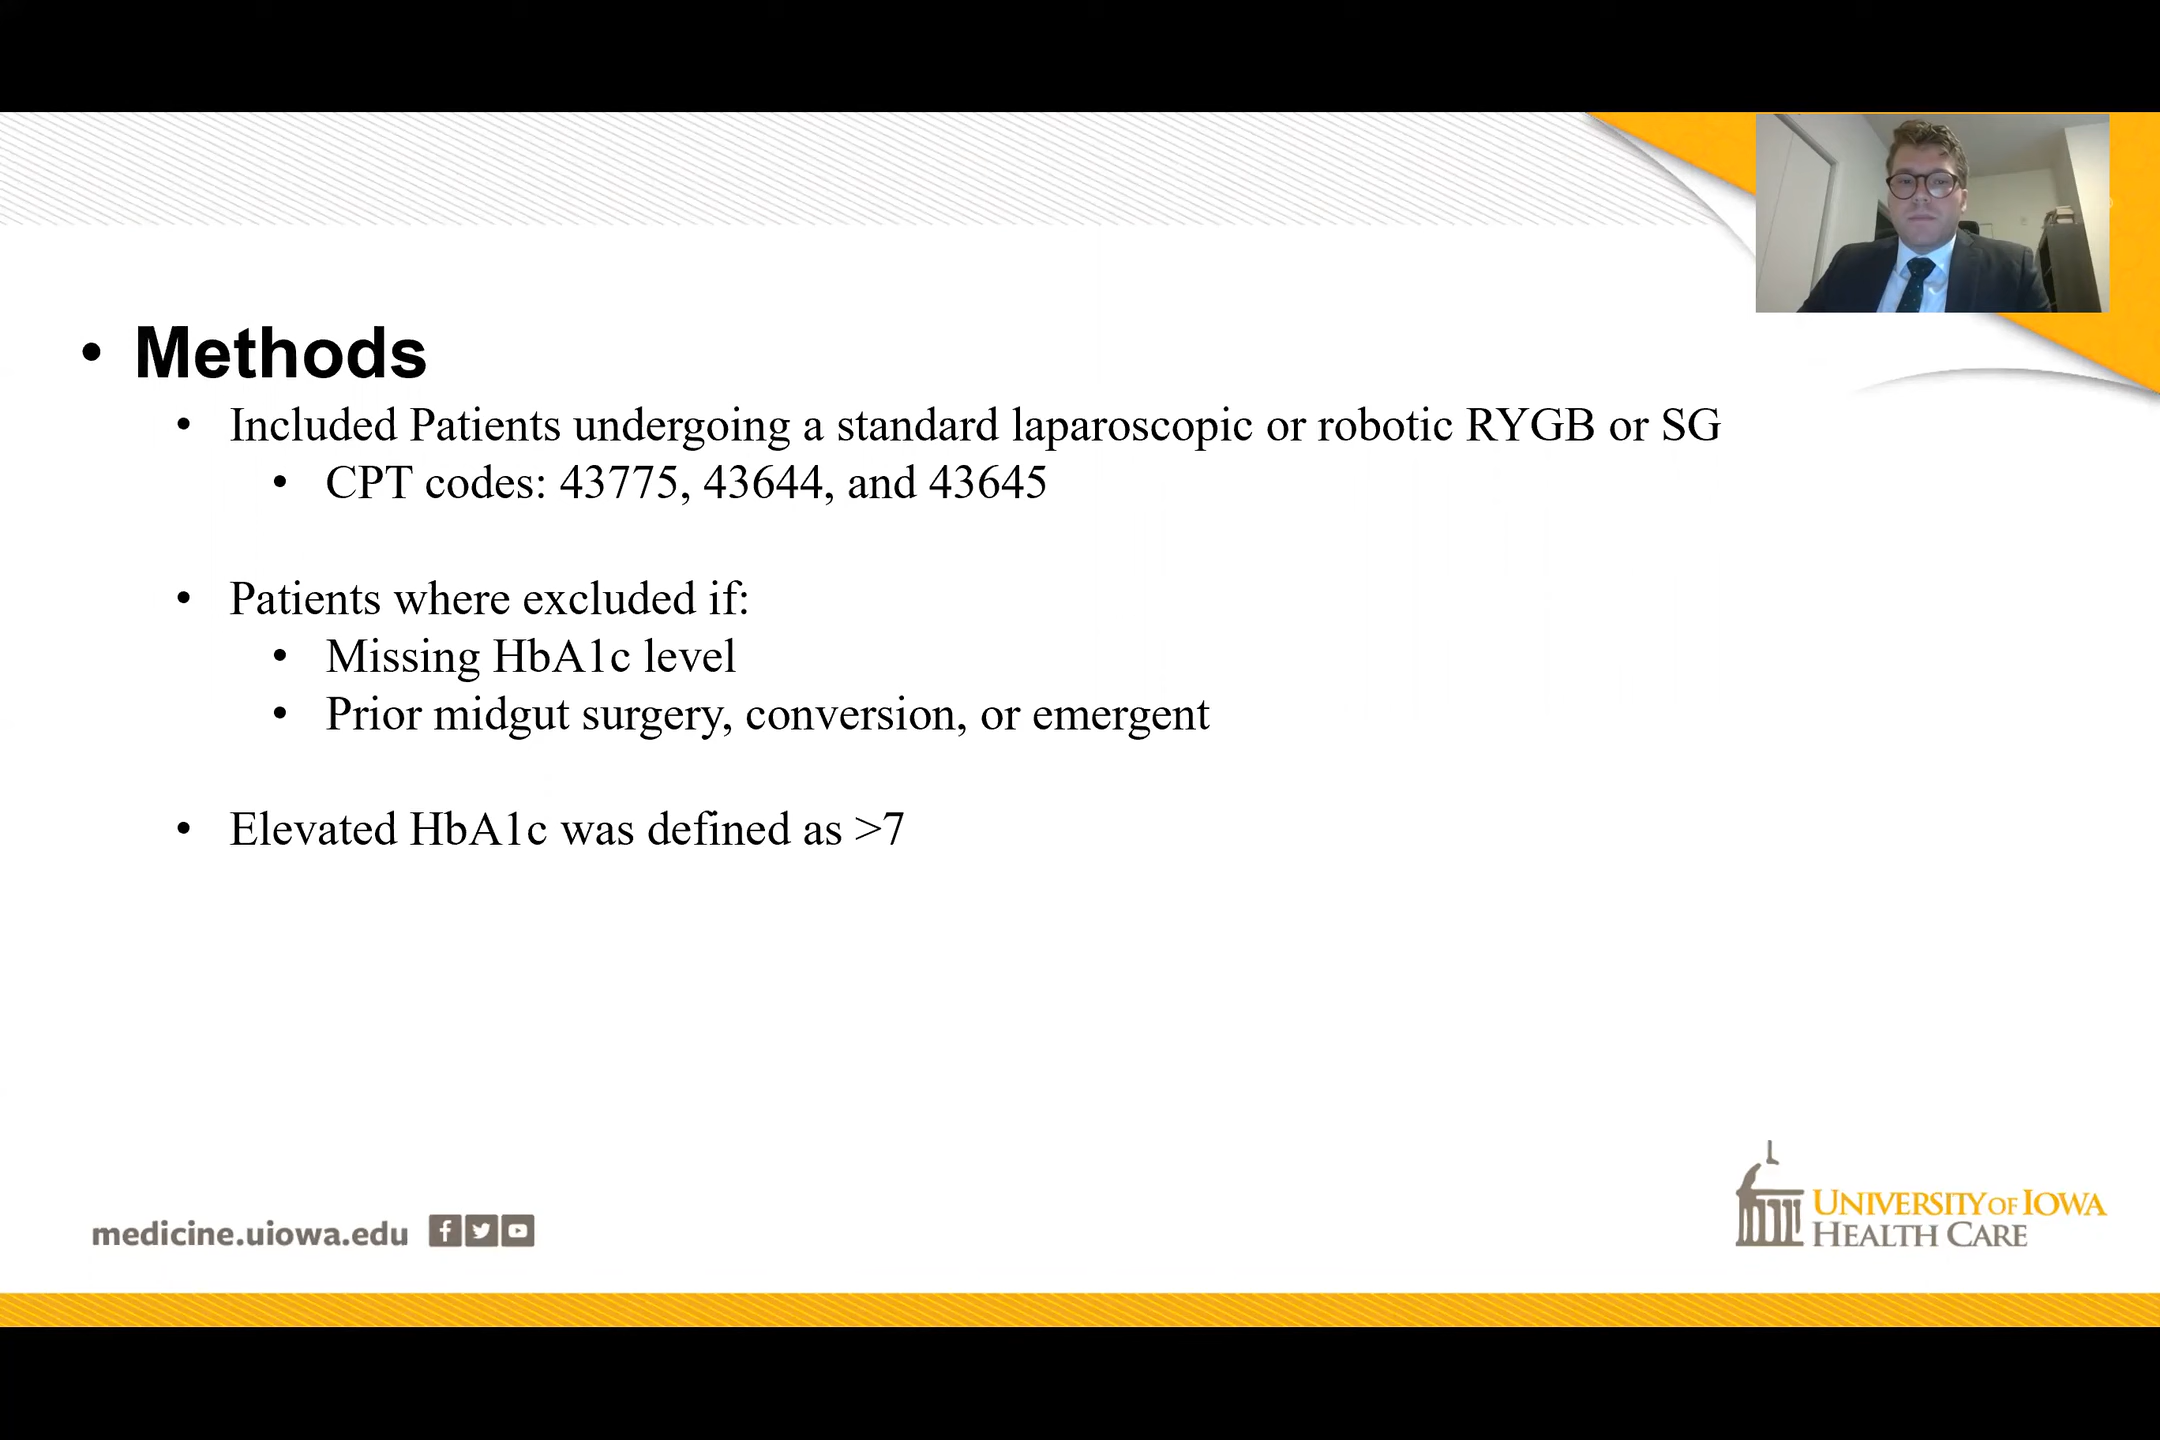 • Methods
• Included Patients undergoing a standard laparoscopic or robotic RYGB or SG
• CPT codes: 43775, 43644, and 43645
• Patients where excluded if:
• Missing HbA1c level
• Prior midgut surgery, conversion, or emergent
• Elevated HbA1c was defined as >7
medicine.uiowa.edu
UNIVERSITY OF IOWA
HEALTH CARE